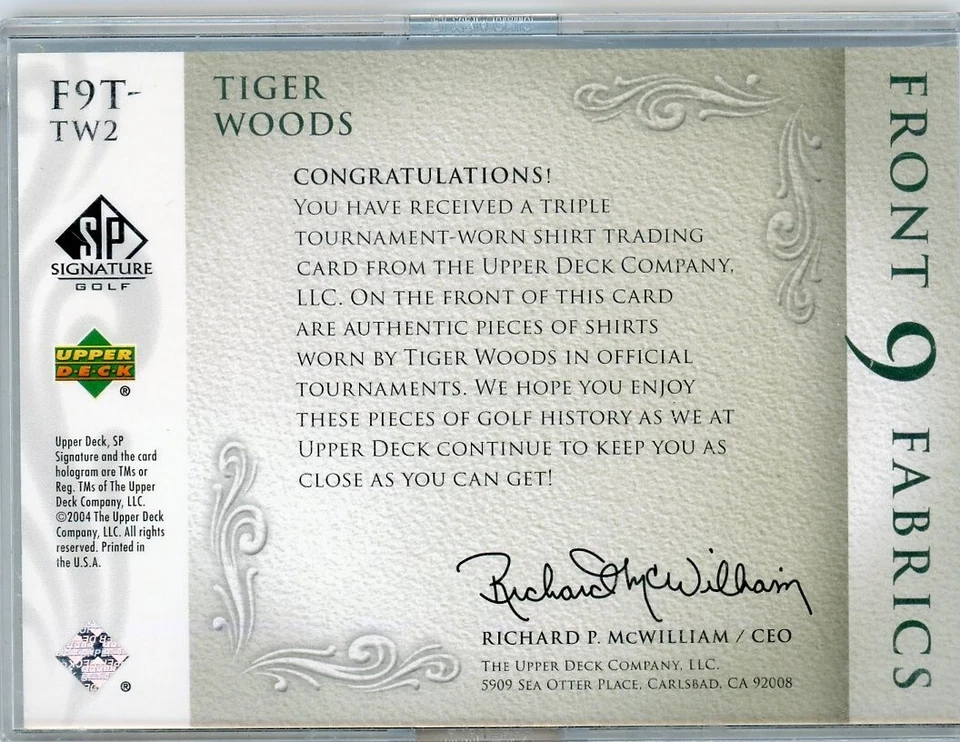 F9T-
TW2
SP
SIGNATURE
GOLF
UPPER
DECK
®
Upper Deck, SP
Signature and the card
hologram are TMs or
Reg. TMs of The Upper
Deck Company, LLC.
©2004 The Upper Deck
Company, LLC. All rights
reserved. Printed in
the U.S.A.
®
TIGER
WOODS
CONGRATULATIONS!
YOU HAVE RECEIVED A TRIPLE
TOURNAMENT-WORN SHIRT TRADING
CARD FROM THE UPPER DECK COMPANY,
LLC. ON THE FRONT OF THIS CARD
ARE AUTHENTIC PIECES OF SHIRTS
WORN BY TIGER WOODS IN OFFICIAL
TOURNAMENTS. WE HOPE YOU ENJOY
THESE PIECES OF GOLF HISTORY AS WE AT
UPPER DECK CONTINUE TO KEEP YOU AS
CLOSE AS YOU CAN GET!
Richard McWilliam
RICHARD P. McWILLIAM / CEO
THE UPPER DECK COMPANY, LLC.
5909 SEA OTTER PLACE, CARLSBAD, CA 92008
FRONT 9 FABRICS